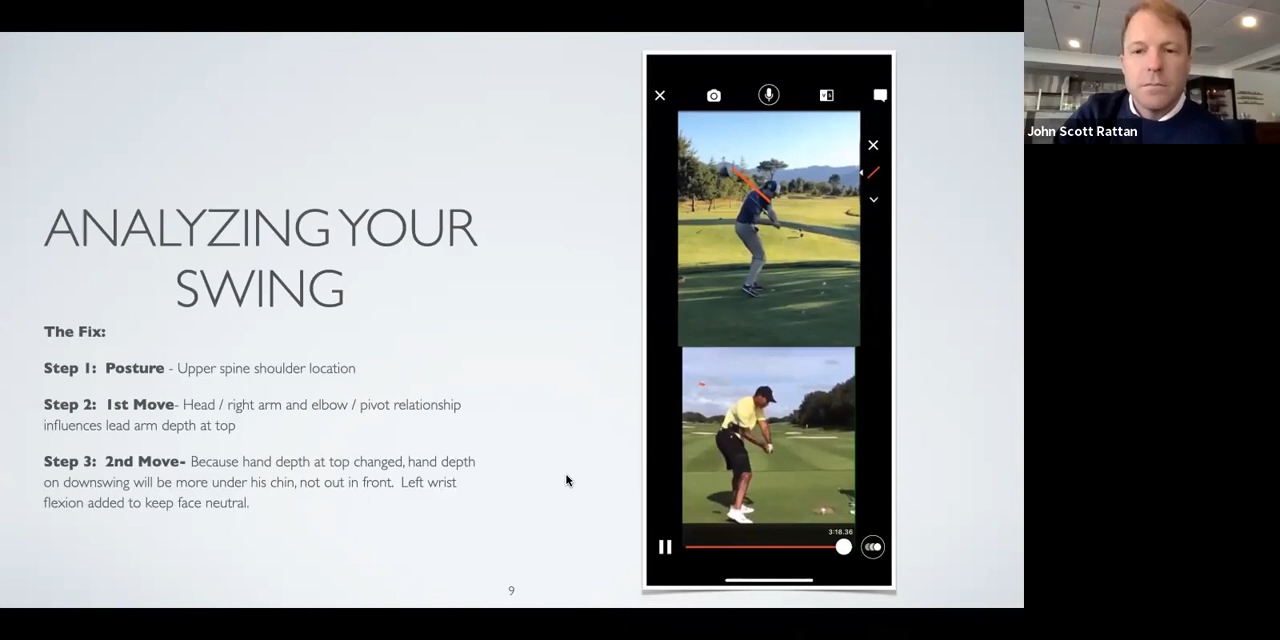 ANALYZING YOUR
SWING
The Fix:
Step 1: Posture - Upper spine shoulder location
Step 2: 1st Move- Head / right arm and elbow / pivot relationship
influences lead arm depth at top
Step 3: 2nd Move- Because hand depth at top changed, hand depth
on downswing will be more under his chin, not out in front. Left wrist
flexion added to keep face neutral.
9
3:18.36
John Scott Rattan